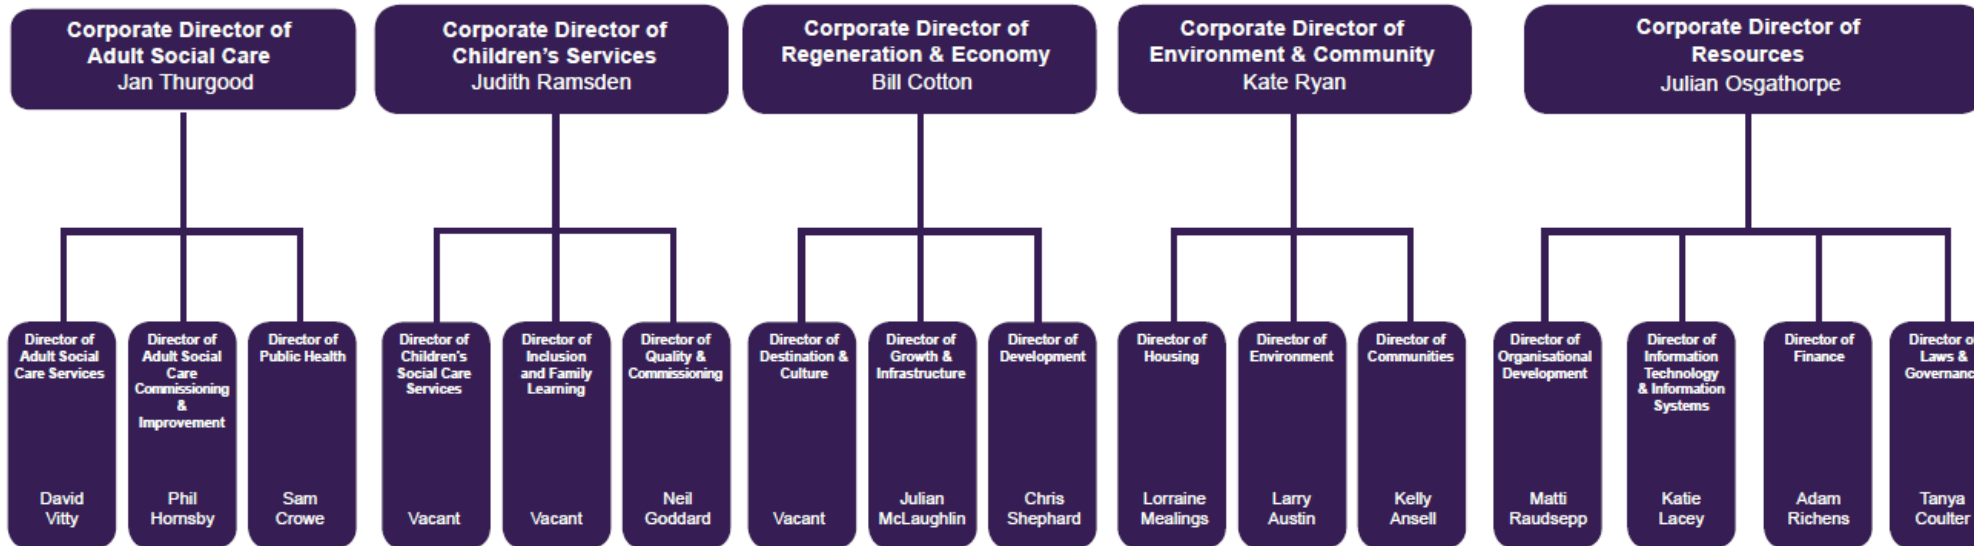 Corporate Director of
Adult Social Care
Jan Thurgood
Corporate Director of
Children's Services
Judith Ramsden
Corporate Director of
Regeneration & Economy
Bill Cotton
Corporate Director of
Environment & Community
Kate Ryan
Corporate Director of
Resources
Julian Osgathorpe
Director of
Adult Social
Care Services
David
Vitty
Director of
Adult Social
Care
Commissioning
&
Improvement
Phil
Hornsby
Director of
Public Health
Sam
Crowe
Director of
Children's
Social Care
Services
Vacant
Director of
Inclusion
and Family
Learning
Vacant
Director of
Quality &
Commissioning
Neil
Goddard
Director of
Destination &
Culture
Vacant
Director of
Growth &
Infrastructure
Julian
McLaughlin
Director of
Development
Chris
Shephard
Director of
Housing
Lorraine
Mealings
Director of
Environment
Larry
Austin
Director of
Communities
Kelly
Ansell
Director of
Organisational
Development
Matti
Raudsepp
Director of
Information
Technology
& Information
Systems
Katie
Lacey
Director of
Finance
Adam
Richens
Director o
Laws &
Governanc
Tanya
Coulter